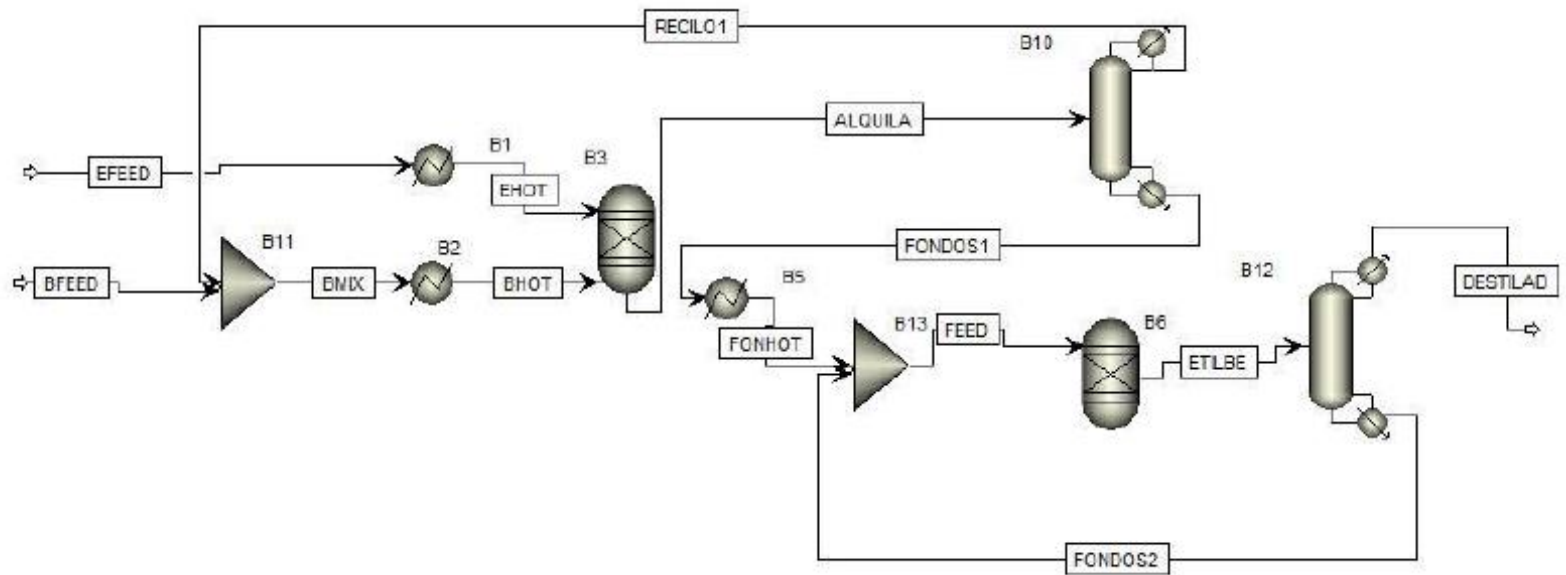 RECILO1
B10
ALQUILA
B1
B3
EFEED
EHOT
B11
B2
FONDOS1
BFEED
BMIX
BHOT
B12
B5
DESTILAD
B13
FEED
B6
FONHOT
ETILBE
FONDOS2